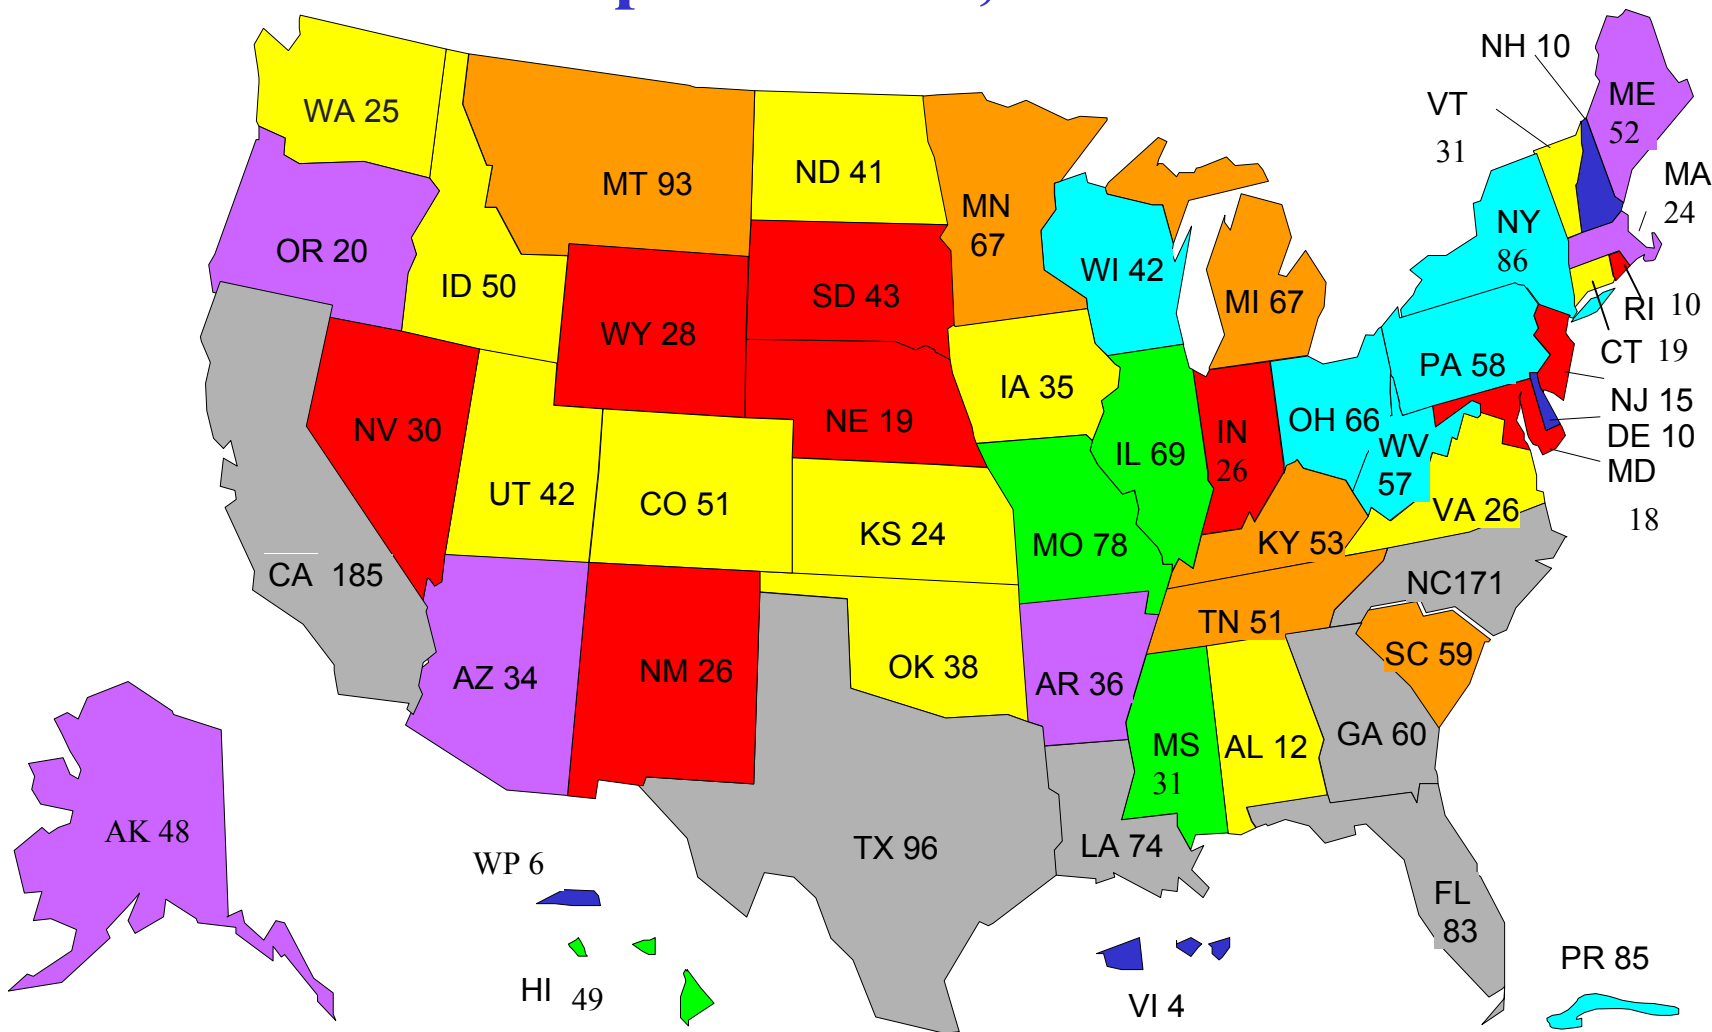 NH 10
VT
31
ME
52
MA
24
WA 25
MT 93
ND 41
MN
67
OR 20
ID 50
WY 28
SD 43
WI 42
MI 67
NY
86
RI 10
CT 19
PA 58
NJ 15
DE 10
MD
18
NV 30
UT 42
CO 51
NE 19
IA 35
IL 69
IN
26
OH 66
WV
57
VA 26
KS 24
MO 78
KY 53
CA 185
NC171
TN 51
SC 59
AZ 34
NM 26
OK 38
AR 36
MS
31
AL 12
GA 60
TX 96
LA 74
FL
83
AK 48
WP 6
HI 49
VI 4
PR 85